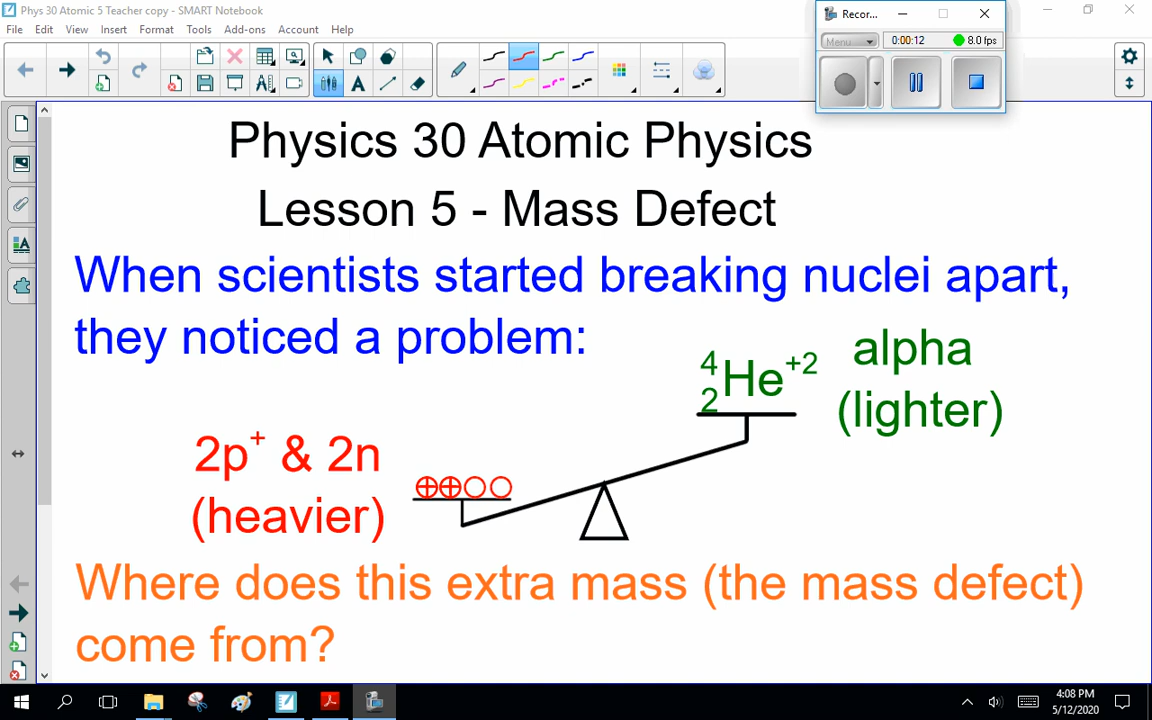 Phys 30 Atomic 5 Teacher copy - SMART Notebook
File Edit View Insert Format Tools Add-ons Account Help
Recor...
Menu
0:00:12
8.0 fps
Physics 30 Atomic Physics
Lesson 5 - Mass Defect
When scientists started breaking nuclei apart,
they noticed a problem:
⁴₂He⁺² alpha
(lighter)
2p⁺ & 2n
(heavier)
Where does this extra mass (the mass defect)
come from?
4:08 PM
5/12/2020